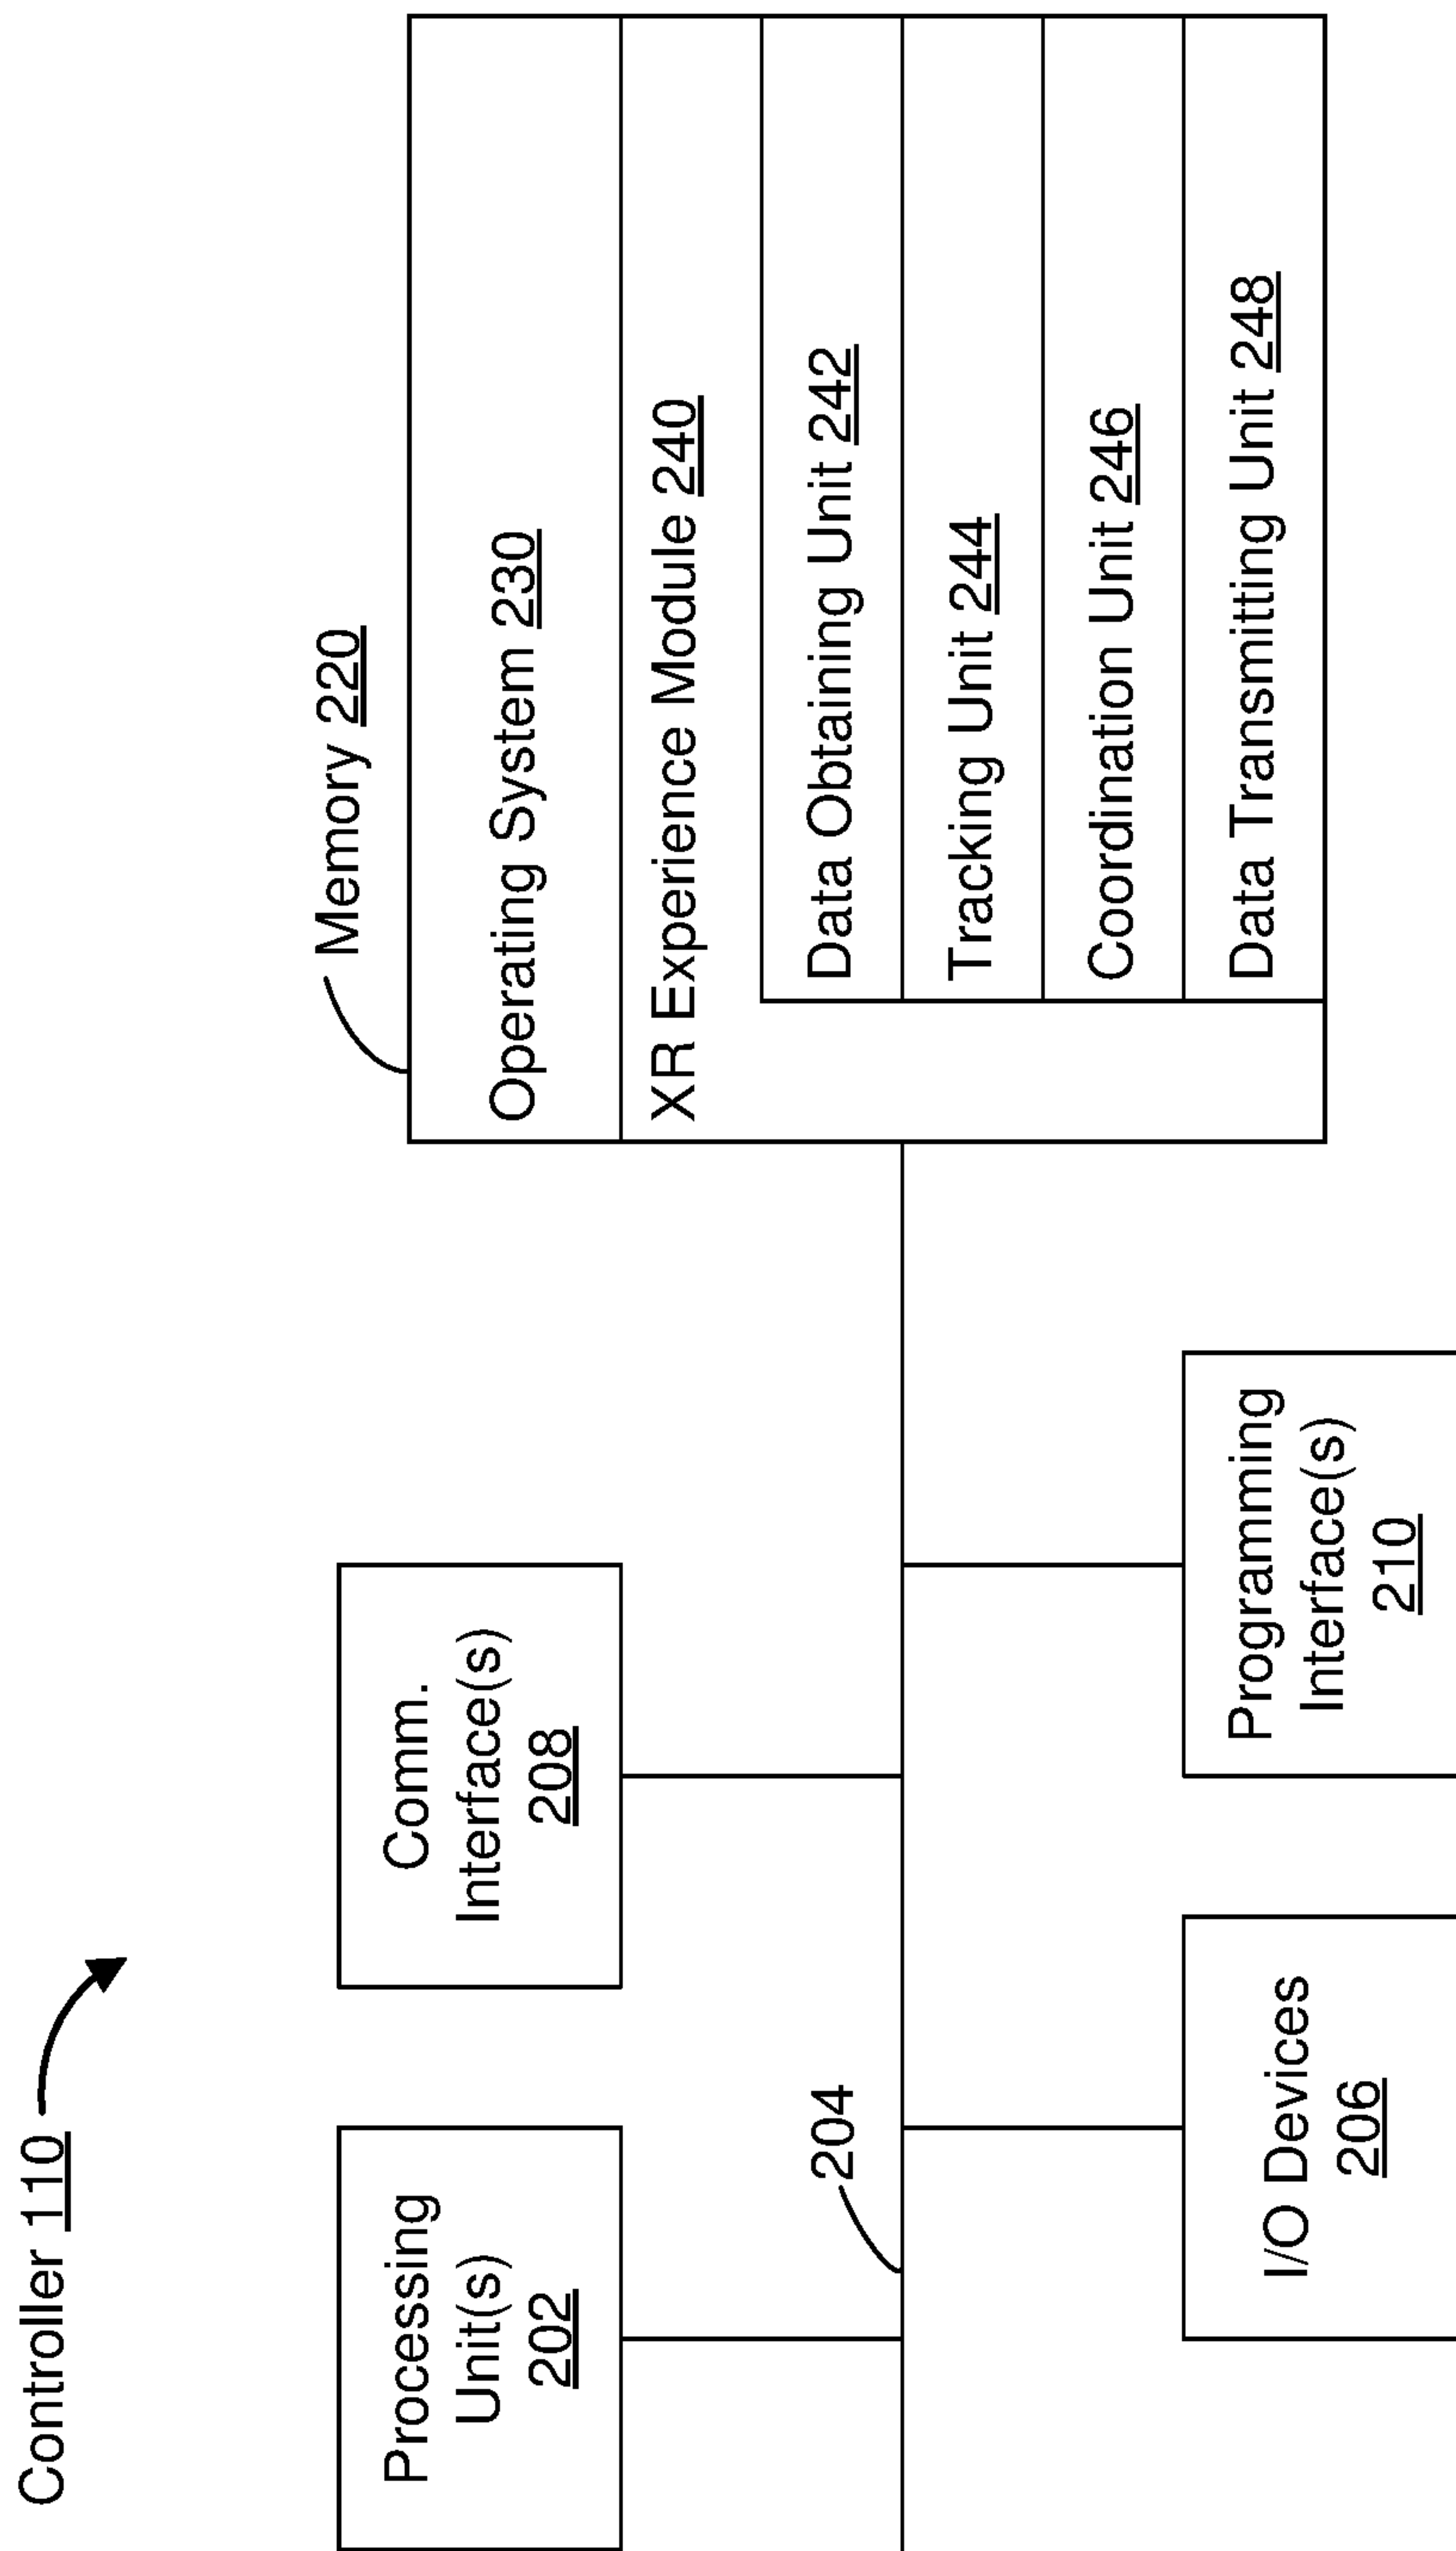 Controller 110
Processing
Unit(s)
202
Comm.
Interface(s)
208
Memory 220
Operating System 230
XR Experience Module 240
Data Obtaining Unit 242
Tracking Unit 244
Coordination Unit 246
Data Transmitting Unit 248
204
I/O Devices
206
Programming
Interface(s)
210